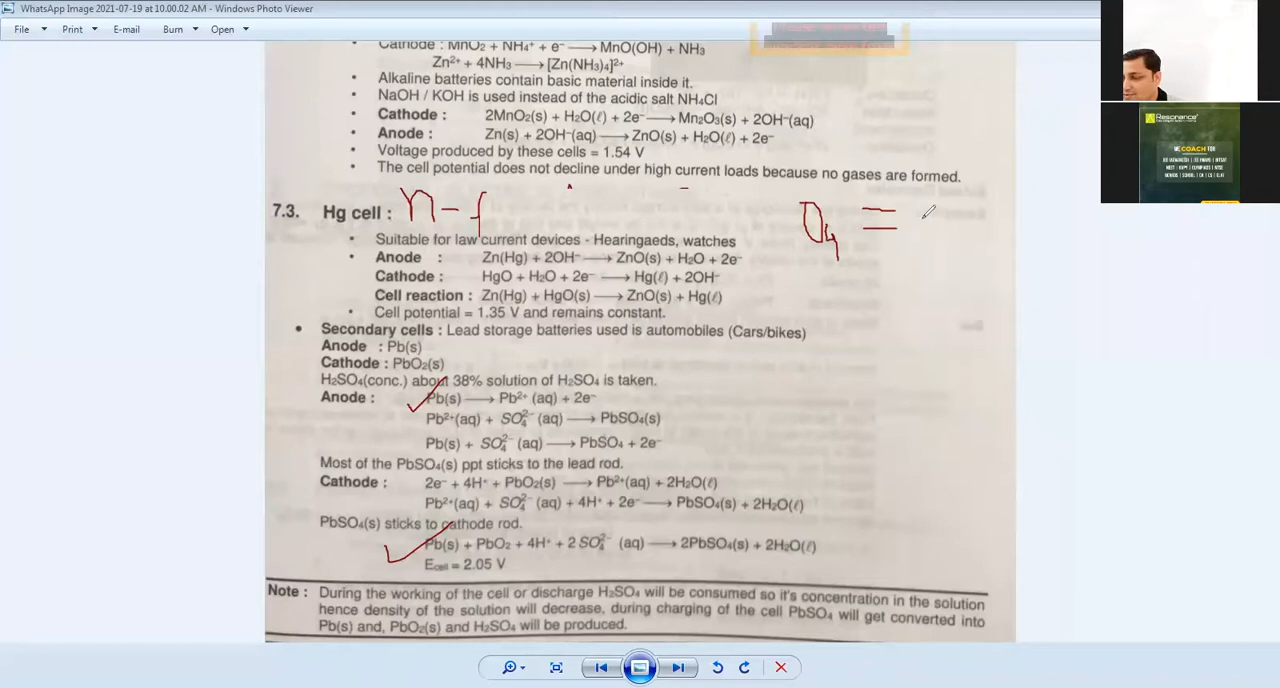 WhatsApp Image 2021-07-19 at 10.00.02 AM - Windows Photo Viewer
File Print E-mail Burn Open
Cathode : MnO₂ + NH₄⁺ + e⁻ ⟶ MnO(OH) + NH₃
Zn²⁺ + 4NH₃ ⟶ [Zn(NH₃)₄]²⁺
• Alkaline batteries contain basic material inside it.
• NaOH / KOH is used instead of the acidic salt NH₄Cl
• Cathode : 2MnO₂(s) + H₂O(ℓ) + 2e⁻ ⟶ Mn₂O₃(s) + 2OH⁻(aq)
• Anode : Zn(s) + 2OH⁻(aq) ⟶ ZnO(s) + H₂O(ℓ) + 2e⁻
• Voltage produced by these cells = 1.54 V
• The cell potential does not decline under high current loads because no gases are formed.
7.3. Hg cell : n-f =
• Suitable for law current devices - Hearingaeds, watches
• Anode : Zn(Hg) + 2OH⁻ ⟶ ZnO(s) + H₂O + 2e⁻
Cathode : HgO + H₂O + 2e⁻ ⟶ Hg(ℓ) + 2OH⁻
Cell reaction : Zn(Hg) + HgO(s) ⟶ ZnO(s) + Hg(ℓ)
• Cell potential = 1.35 V and remains constant.
• Secondary cells : Lead storage batteries used is automobiles (Cars/bikes)
Anode : Pb(s)
Cathode : PbO₂(s)
H₂SO₄(conc.) about 38% solution of H₂SO₄ is taken.
Anode : Pb(s) ⟶ Pb²⁺ (aq) + 2e⁻
Pb²⁺(aq) + SO₄²⁻ (aq) ⟶ PbSO₄(s)
Pb(s) + SO₄²⁻ (aq) ⟶ PbSO₄ + 2e⁻
Most of the PbSO₄(s) ppt sticks to the lead rod.
Cathode : 2e⁻ + 4H⁺ + PbO₂(s) ⟶ Pb²⁺(aq) + 2H₂O(ℓ)
Pb²⁺(aq) + SO₄²⁻ (aq) + 4H⁺ + 2e⁻ ⟶ PbSO₄(s) + 2H₂O(ℓ)
PbSO₄(s) sticks to cathode rod.
Pb(s) + PbO₂ + 4H⁺ + 2SO₄²⁻ (aq) ⟶ 2PbSO₄(s) + 2H₂O(ℓ)
Ecell = 2.05 V
Note : During the working of the cell or discharge H₂SO₄ will be consumed so it's concentration in the solution
hence density of the solution will decrease, during charging of the cell PbSO₄ will get converted into
Pb(s) and, PbO₂(s) and H₂SO₄ will be produced.
Resonance
WE COACH FOR